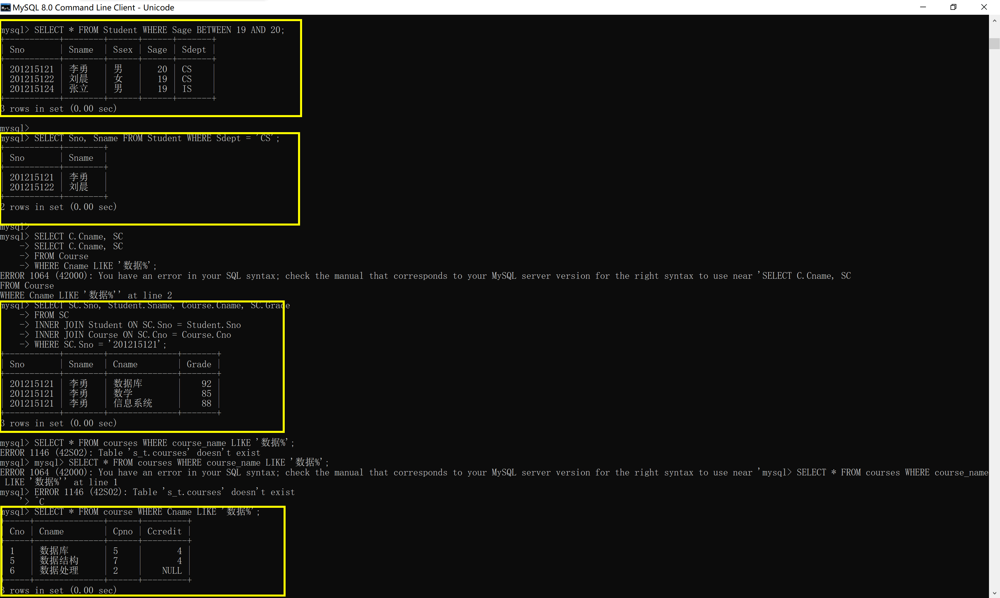 MySQL 8.0 Command Line Client - Unicode
mysql> SELECT * FROM Student WHERE Sage BETWEEN 19 AND 20;
+-----------+--------+------+------+-------+
| Sno       | Sname  | Ssex | Sage | Sdept |
+-----------+--------+------+------+-------+
| 201215121 | 李勇   | 男   |   20 | CS    |
| 201215122 | 刘晨   | 女   |   19 | CS    |
| 201215124 | 张立   | 男   |   19 | IS    |
+-----------+--------+------+------+-------+
3 rows in set (0.00 sec)
mysql>
mysql> SELECT Sno, Sname FROM Student WHERE Sdept = 'CS';
+-----------+--------+
| Sno       | Sname  |
+-----------+--------+
| 201215121 | 李勇   |
| 201215122 | 刘晨   |
+-----------+--------+
2 rows in set (0.00 sec)
mysql>
mysql> SELECT C.Cname, SC
    -> SELECT C.Cname, SC
    -> FROM Course
    -> WHERE Cname LIKE '数据%';
ERROR 1064 (42000): You have an error in your SQL syntax; check the manual that corresponds to your MySQL server version for the right syntax to use near 'SELECT C.Cname, SC
FROM Course
WHERE Cname LIKE '数据%'' at line 2
mysql> SELECT SC.Sno, Student.Sname, Course.Cname, SC.Grade
    -> FROM SC
    -> INNER JOIN Student ON SC.Sno = Student.Sno
    -> INNER JOIN Course ON SC.Cno = Course.Cno
    -> WHERE SC.Sno = '201215121';
+-----------+--------+--------------+-------+
| Sno       | Sname  | Cname        | Grade |
+-----------+--------+--------------+-------+
| 201215121 | 李勇   | 数据库       |    92 |
| 201215121 | 李勇   | 数学         |    85 |
| 201215121 | 李勇   | 信息系统     |    88 |
+-----------+--------+--------------+-------+
3 rows in set (0.00 sec)
mysql> SELECT * FROM courses WHERE course_name LIKE '数据%';
ERROR 1146 (42S02): Table 's_t.courses' doesn't exist
mysql> mysql> SELECT * FROM courses WHERE course_name LIKE '数据%';
ERROR 1064 (42000): You have an error in your SQL syntax; check the manual that corresponds to your MySQL server version for the right syntax to use near 'mysql> SELECT * FROM courses WHERE course_name
 LIKE '数据%'' at line 1
mysql> ERROR 1146 (42S02): Table 's_t.courses' doesn't exist
    '> ^C
mysql> SELECT * FROM course WHERE Cname LIKE '数据%';
+-----+--------------+------+---------+
| Cno | Cname        | Cpno | Ccredit |
+-----+--------------+------+---------+
| 1   | 数据库       | 5    |       4 |
| 5   | 数据结构     | 7    |       4 |
| 6   | 数据处理     | 2    |    NULL |
+-----+--------------+------+---------+
3 rows in set (0.00 sec)